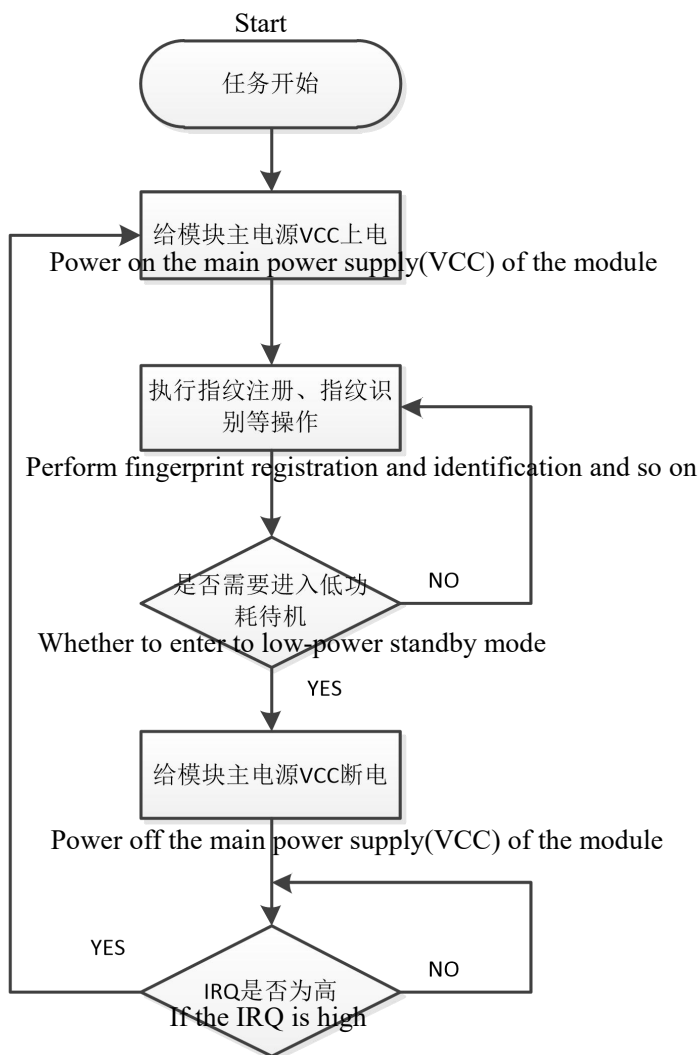 Start
任务开始
给模块主电源VCC上电
Power on the main power supply(VCC) of the module
执行指纹注册、指纹识
别等操作
Perform fingerprint registration and identification and so on
是否需要进入低功
耗待机
NO
Whether to enter to low-power standby mode
YES
给模块主电源VCC断电
Power off the main power supply(VCC) of the module
YES
IRQ是否为高
NO
If the IRQ is high